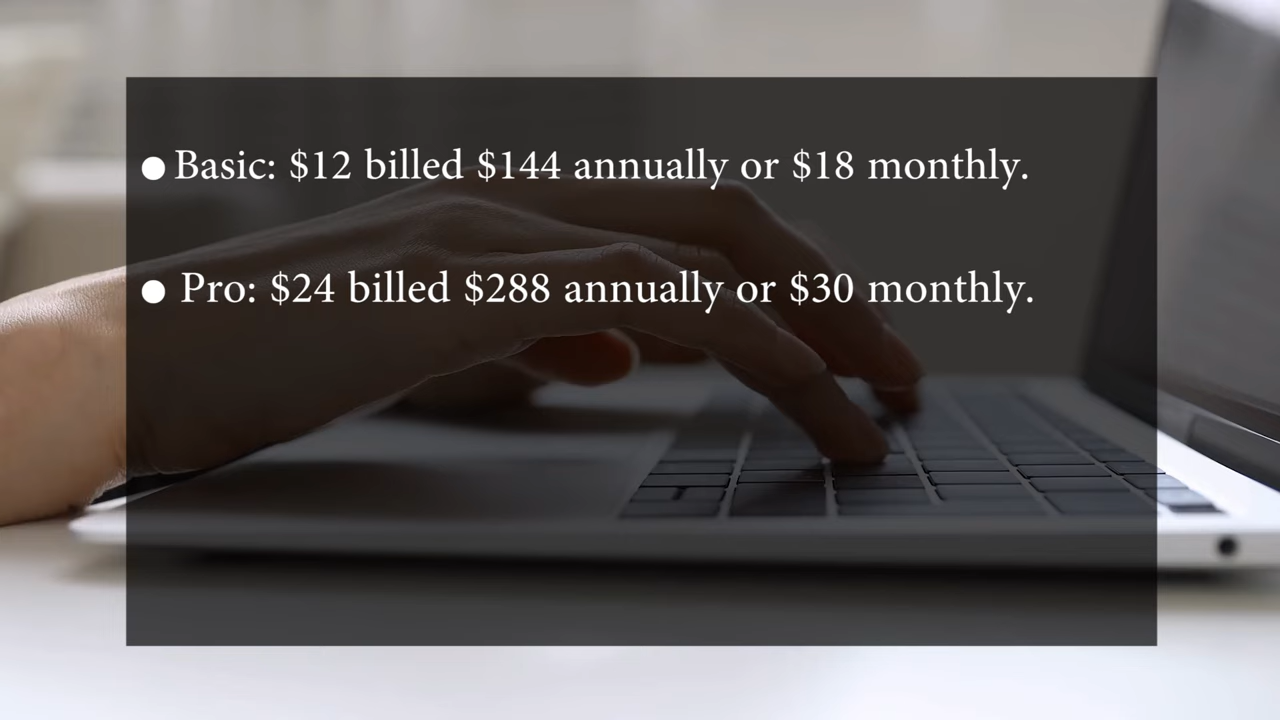 ● Basic: $12 billed $144 annually or $18 monthly.
● Pro: $24 billed $288 annually or $30 monthly.